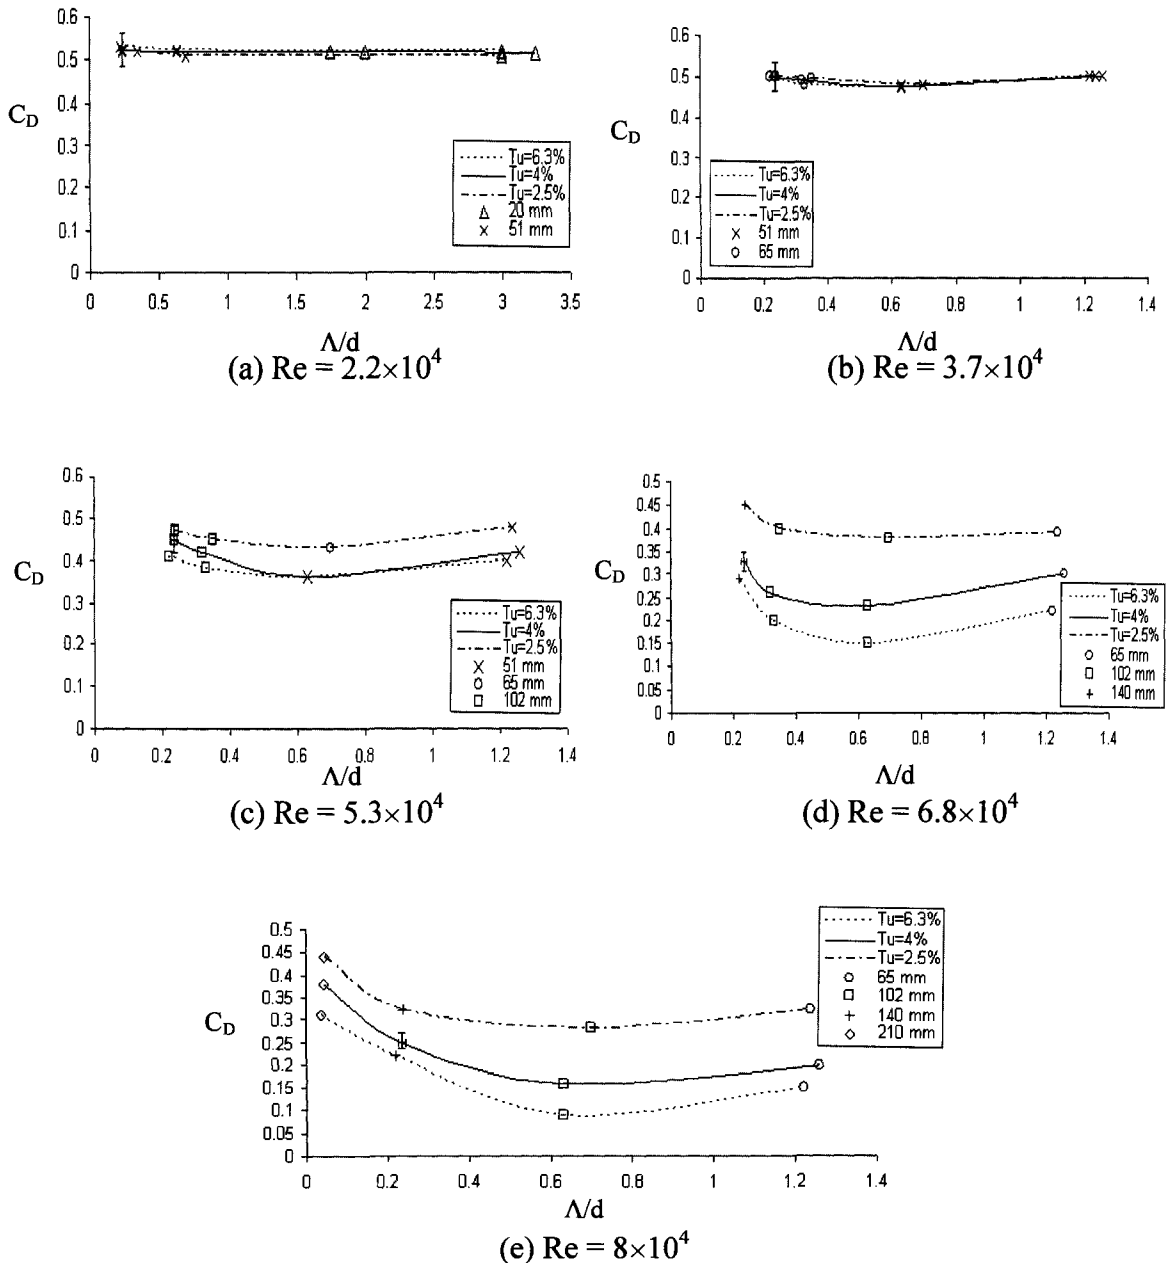 0.6
0.5
0.4
0.3
0.2
0.1
0
C_D
0 0.5 1 1.5 2 2.5 3 3.5
Λ/d
Tu=6.3%
Tu=4%
Tu=2.5%
20 mm
51 mm
(a) Re = 2.2×10⁴
0.6
0.5
0.4
0.3
0.2
0.1
0
C_D
0 0.2 0.4 0.6 0.8 1 1.2 1.4
Λ/d
Tu=6.3%
Tu=4%
Tu=2.5%
51 mm
65 mm
(b) Re = 3.7×10⁴
0.6
0.5
0.4
0.3
0.2
0.1
0
C_D
0 0.2 0.4 0.6 0.8 1 1.2 1.4
Λ/d
Tu=6.3%
Tu=4%
Tu=2.5%
51 mm
65 mm
102 mm
(c) Re = 5.3×10⁴
0.5
0.45
0.4
0.35
0.3
0.25
0.2
0.15
0.1
0.05
0
C_D
0 0.2 0.4 0.6 0.8 1 1.2 1.4
Λ/d
Tu=6.3%
Tu=4%
Tu=2.5%
65 mm
102 mm
140 mm
(d) Re = 6.8×10⁴
0.5
0.45
0.4
0.35
0.3
0.25
0.2
0.15
0.1
0.05
0
C_D
0 0.2 0.4 0.6 0.8 1 1.2 1.4
Λ/d
Tu=6.3%
Tu=4%
Tu=2.5%
65 mm
102 mm
140 mm
210 mm
(e) Re = 8×10⁴